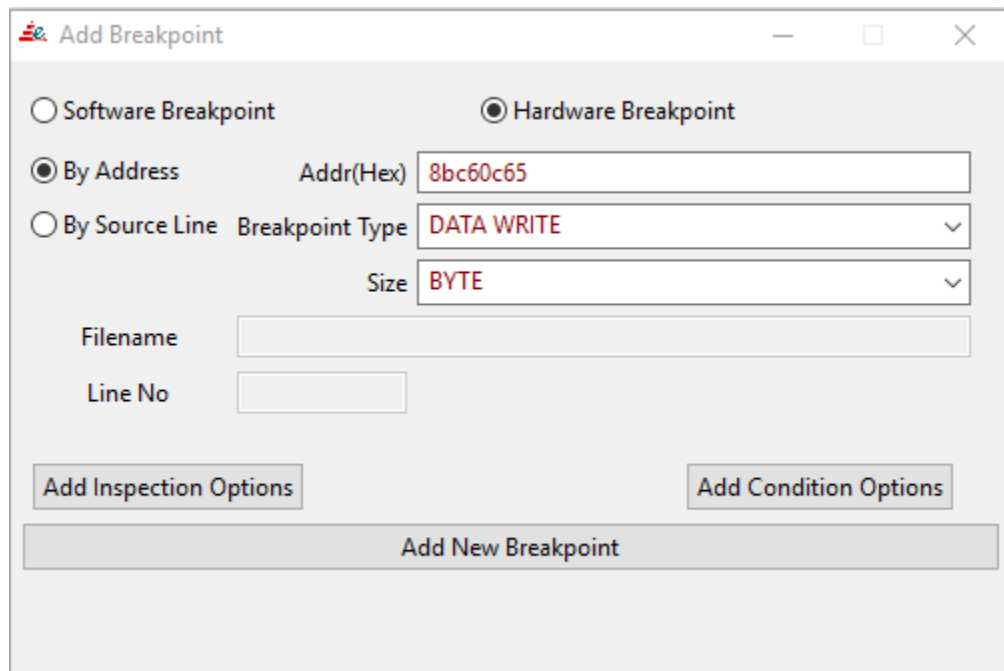 Add Breakpoint
Software Breakpoint Hardware Breakpoint
By Address Addr(Hex) 8bc60c65
By Source Line Breakpoint Type DATA WRITE
Size BYTE
Filename
Line No
Add Inspection Options Add Condition Options
Add New Breakpoint